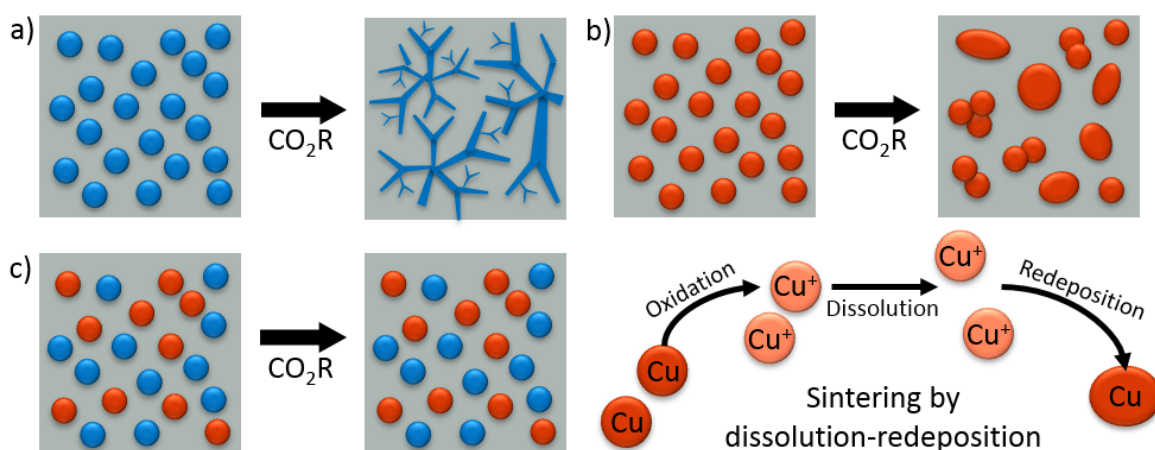 a)
CO₂R
b)
CO₂R
c)
CO₂R
Oxidation
Cu⁺
Cu⁺
Dissolution
Cu⁺
Cu⁺
Redeposition
Cu
Cu
Cu
Sintering by
dissolution-redeposition